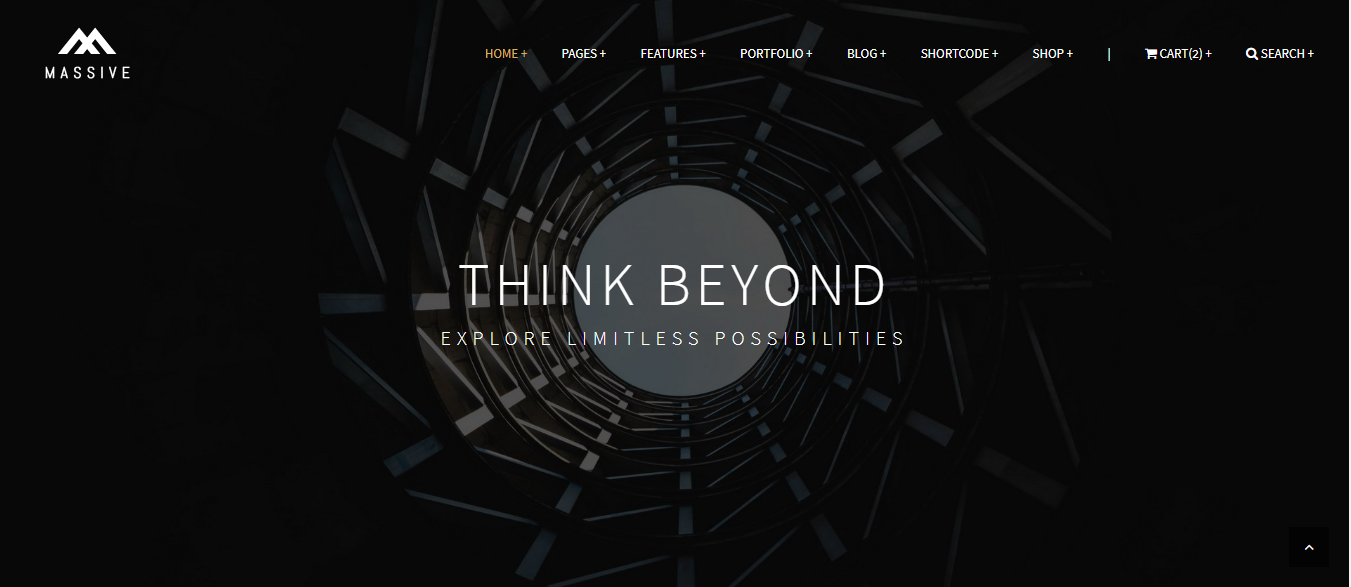 MASSIVE
HOME + PAGES + FEATURES + PORTFOLIO + BLOG + SHORTCODE + SHOP + | CART(2) + SEARCH +
THINK BEYOND
EXPLORE LIMITLESS POSSIBILITIES